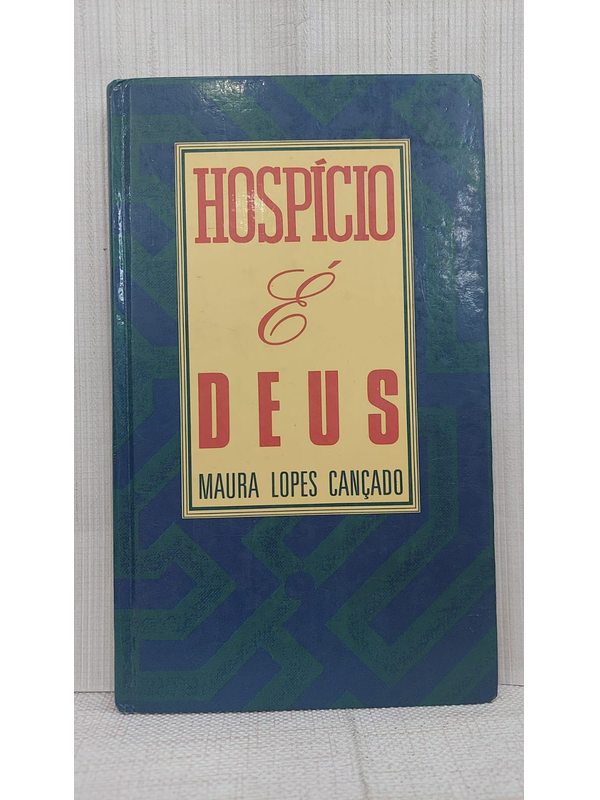 HOSPÍCIO
É
DEUS
MAURA LOPES CANÇADO